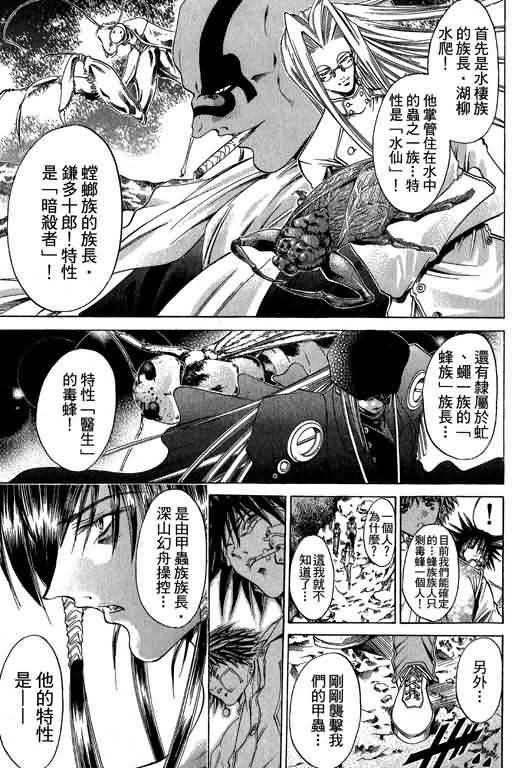 首先是水棲族
的族長．湖柳
水爬！
他掌管住在水中
的蟲之一族…特
性是「水仙」！
螳螂族的族長．
鎌多十郎！特性
是「暗殺者」！
還有隸屬於虻
、蠅一族的「
蜂族」族長…
特性「醫生」
的毒蜂！
！
目前我們能確定
的…蜂族族人只
剩毒蜂一個人！
一個人？
為什麼？
這我就不
知道了…
另外…
剛剛襲擊我
們的甲蟲…
是由甲蟲族族長．
深山幻舟操控…
他的特性
是——